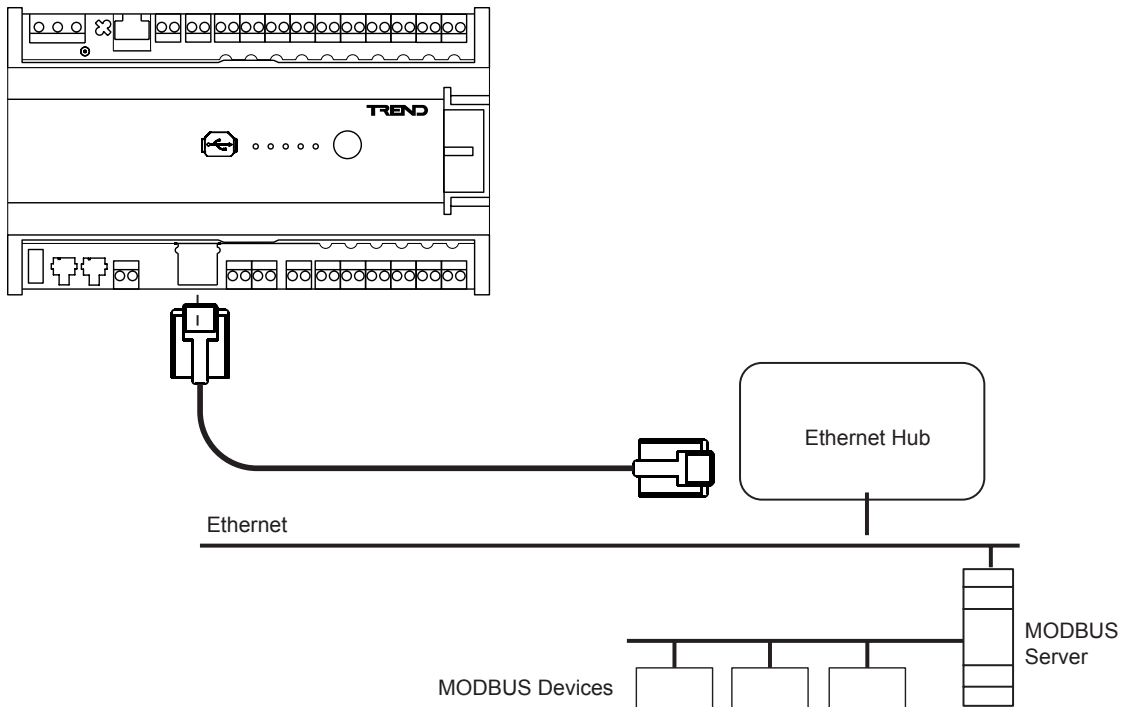 TREND
Ethernet Hub
Ethernet
MODBUS
Server
MODBUS Devices